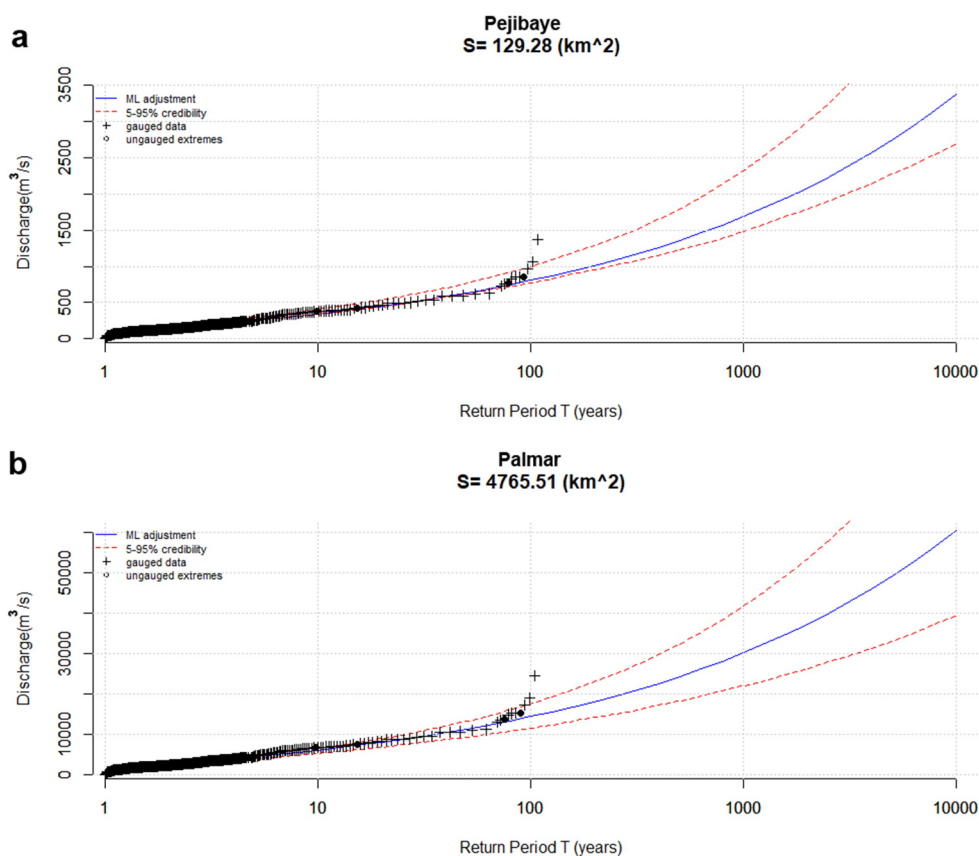 a
Pejibaye
S= 129.28 (km^2)
3500
2500
1500
500
0
Discharge(m³/s)
ML adjustment
5-95% credibility
gauged data
ungauged extremes
1 10 100 1000 10000
Return Period T (years)
b
Palmar
S= 4765.51 (km^2)
50000
30000
10000
0
Discharge(m³/s)
ML adjustment
5-95% credibility
gauged data
ungauged extremes
1 10 100 1000 10000
Return Period T (years)